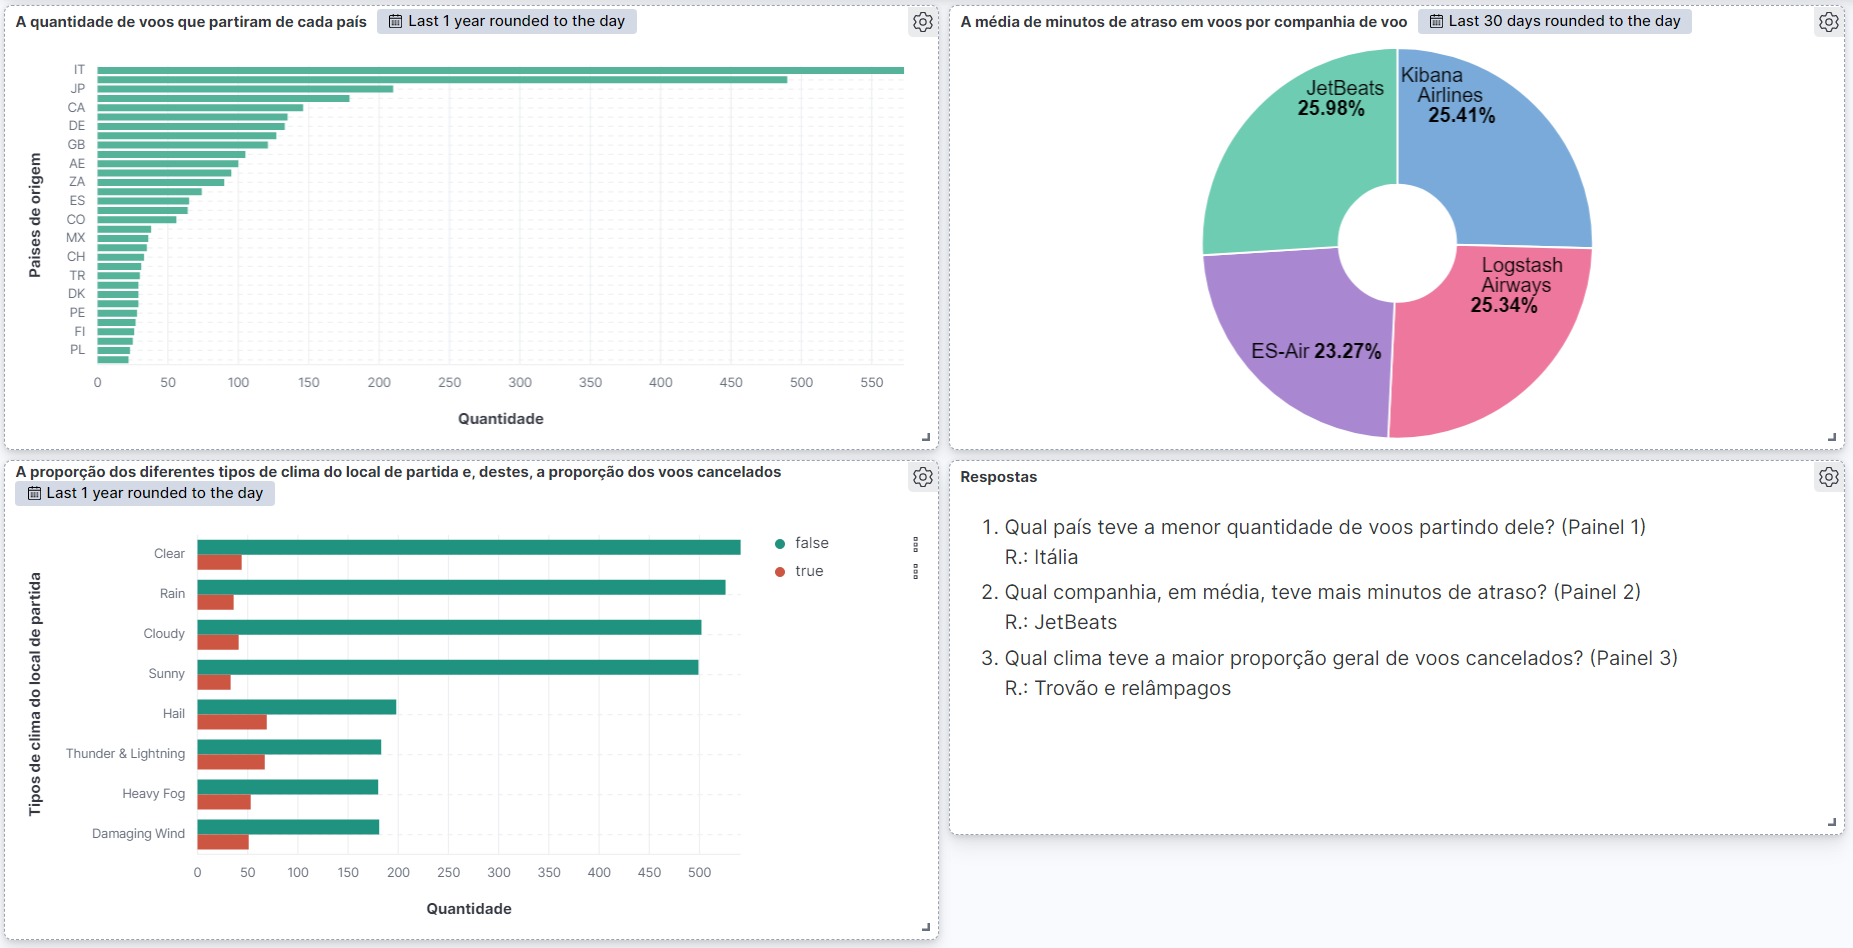 A quantidade de voos que partiram de cada país Last 1 year rounded to the day
IT
JP
CA
DE
GB
AE
ZA
ES
CO
MX
CH
TR
DK
PE
FI
PL
Paises de origem
0 50 100 150 200 250 300 350 400 450 500 550
Quantidade
A média de minutos de atraso em voos por companhia de voo Last 30 days rounded to the day
JetBeats
25.98%
Kibana
Airlines
25.41%
Logstash
Airways
25.34%
ES-Air 23.27%
A proporção dos diferentes tipos de clima do local de partida e, destes, a proporção dos voos cancelados
Last 1 year rounded to the day
Clear
Rain
Cloudy
Sunny
Hail
Thunder & Lightning
Heavy Fog
Damaging Wind
Tipos de clima do local de partida
0 50 100 150 200 250 300 350 400 450 500
Quantidade
false
true
Respostas
1. Qual país teve a menor quantidade de voos partindo dele? (Painel 1)
R.: Itália
2. Qual companhia, em média, teve mais minutos de atraso? (Painel 2)
R.: JetBeats
3. Qual clima teve a maior proporção geral de voos cancelados? (Painel 3)
R.: Trovão e relâmpagos